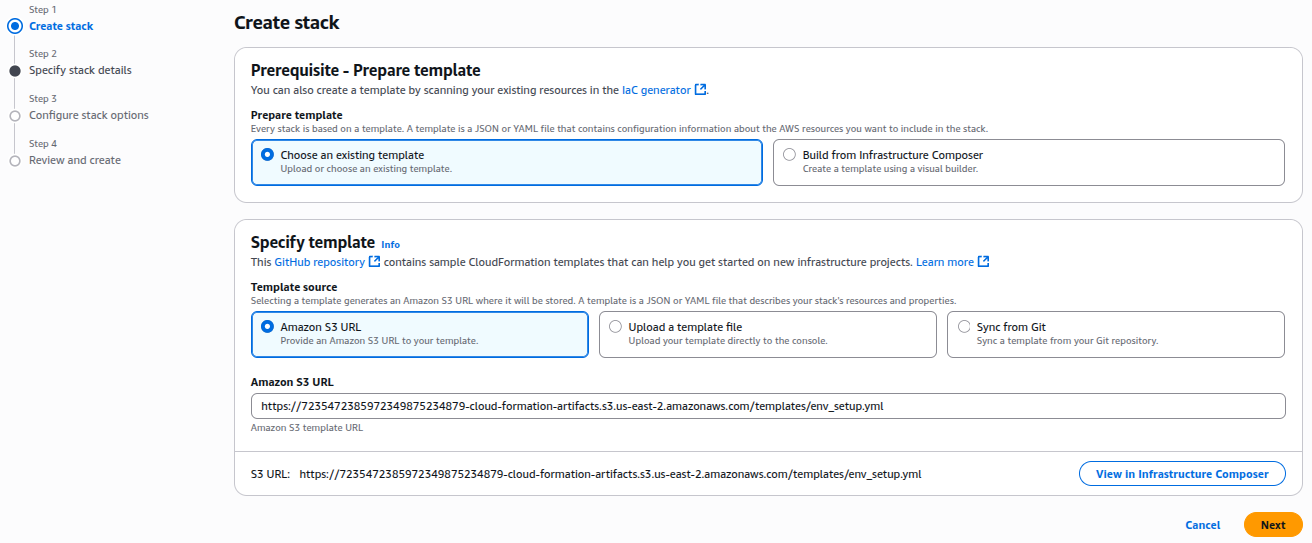 Step 1
Create stack
Step 2
Specify stack details
Step 3
Configure stack options
Step 4
Review and create
Create stack
Prerequisite - Prepare template
You can also create a template by scanning your existing resources in the IaC generator.
Prepare template
Every stack is based on a template. A template is a JSON or YAML file that contains configuration information about the AWS resources you want to include in the stack.
Choose an existing template
Upload or choose an existing template.
Build from Infrastructure Composer
Create a template using a visual builder.
Specify template Info
This GitHub repository contains sample CloudFormation templates that can help you get started on new infrastructure projects. Learn more
Template source
Selecting a template generates an Amazon S3 URL where it will be stored. A template is a JSON or YAML file that describes your stack's resources and properties.
Amazon S3 URL
Provide an Amazon S3 URL to your template.
Upload a template file
Upload your template directly to the console.
Sync from Git
Sync a template from your Git repository.
Amazon S3 URL
https://7235472385972349875234879-cloud-formation-artifacts.s3.us-east-2.amazonaws.com/templates/env_setup.yml
Amazon S3 template URL
S3 URL: https://7235472385972349875234879-cloud-formation-artifacts.s3.us-east-2.amazonaws.com/templates/env_setup.yml
View in Infrastructure Composer
Cancel
Next